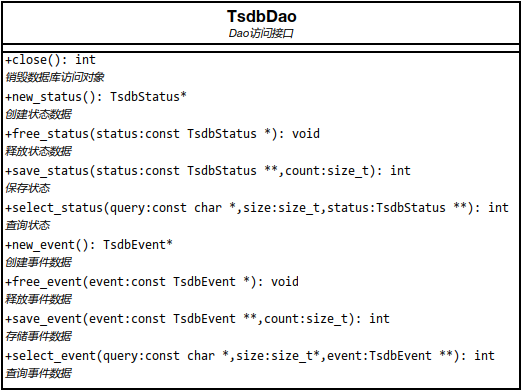 TsdbDao
Dao访问接口
+close(): int
销毁数据库访问对象
+new_status(): TsdbStatus*
创建状态数据
+free_status(status:const TsdbStatus *): void
释放状态数据
+save_status(status:const TsdbStatus **,count:size_t): int
保存状态
+select_status(query:const char *,size:size_t,status:TsdbStatus **): int
查询状态
+new_event(): TsdbEvent*
创建事件数据
+free_event(event:const TsdbEvent *): void
释放事件数据
+save_event(event:const TsdbEvent **,count:size_t): int
存储事件数据
+select_event(query:const char *,size:size_t*,event:TsdbEvent **): int
查询事件数据